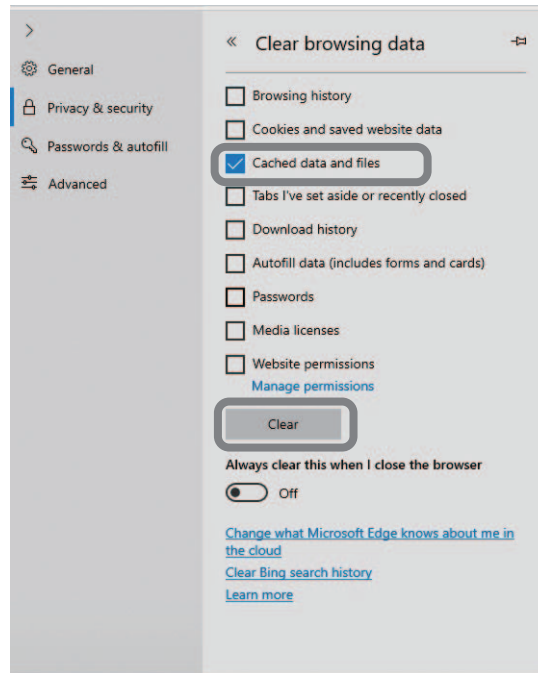 General
Privacy & security
Passwords & autofill
Advanced
Clear browsing data
Browsing history
Cookies and saved website data
Cached data and files
Tabs I've set aside or recently closed
Download history
Autofill data (includes forms and cards)
Passwords
Media licenses
Website permissions
Manage permissions
Clear
Always clear this when I close the browser
Off
Change what Microsoft Edge knows about me in
the cloud
Clear Bing search history
Learn more